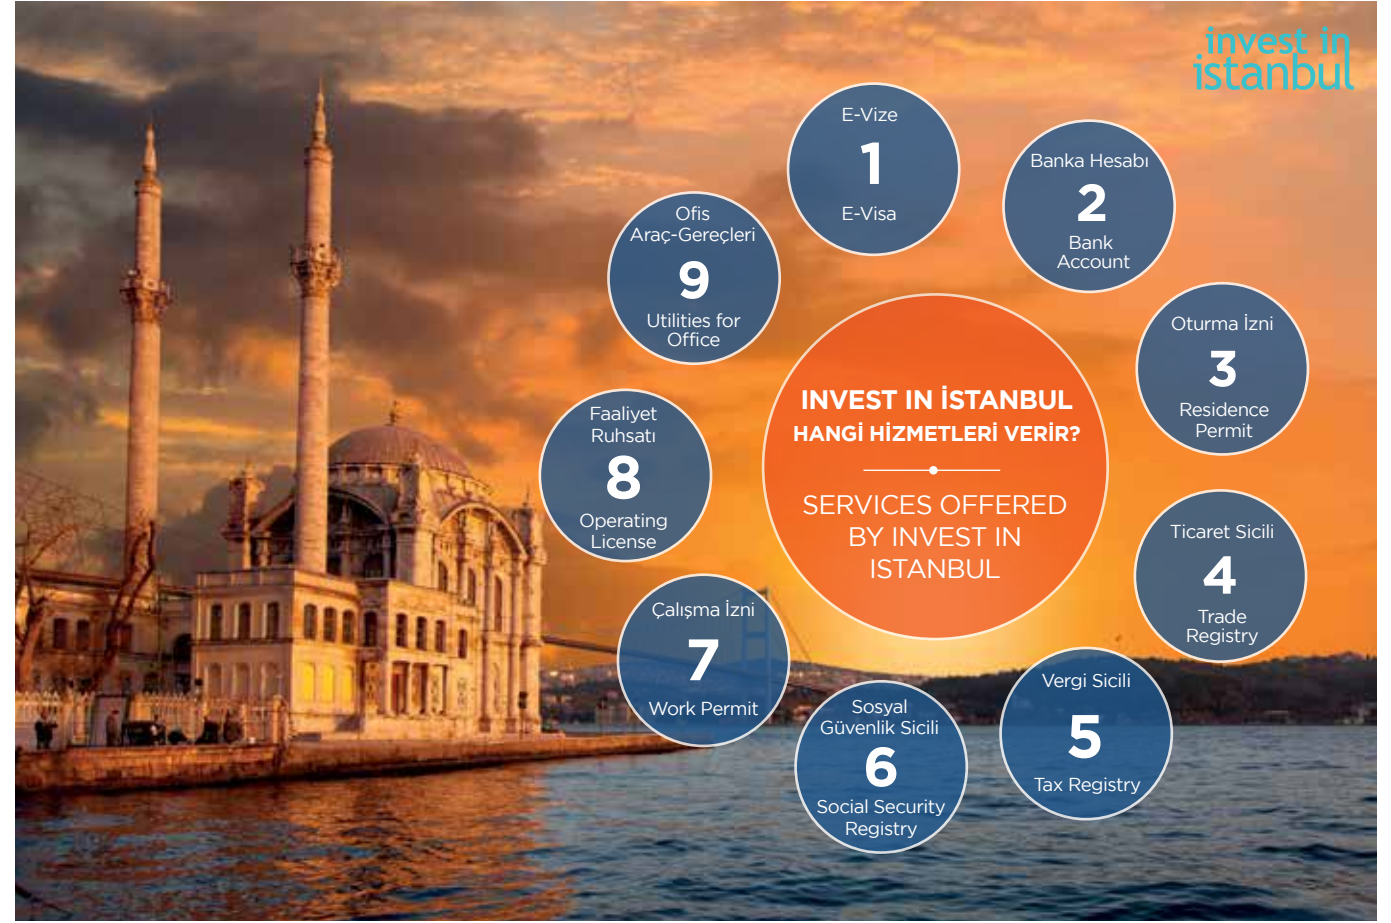 invest in
istanbul
E-Vize
1
E-Visa
Banka Hesabı
2
Bank
Account
Oturma İzni
3
Residence
Permit
Ticaret Sicili
4
Trade
Registry
Vergi Sicili
5
Tax Registry
Sosyal
Güvenlik Sicili
6
Social Security
Registry
Çalışma İzni
7
Work Permit
Faaliyet
Ruhsatı
8
Operating
License
Ofis
Araç-Gereçleri
9
Utilities for
Office
INVEST IN İSTANBUL
HANGİ HİZMETLERİ VERİR?
SERVICES OFFERED
BY INVEST IN
ISTANBUL